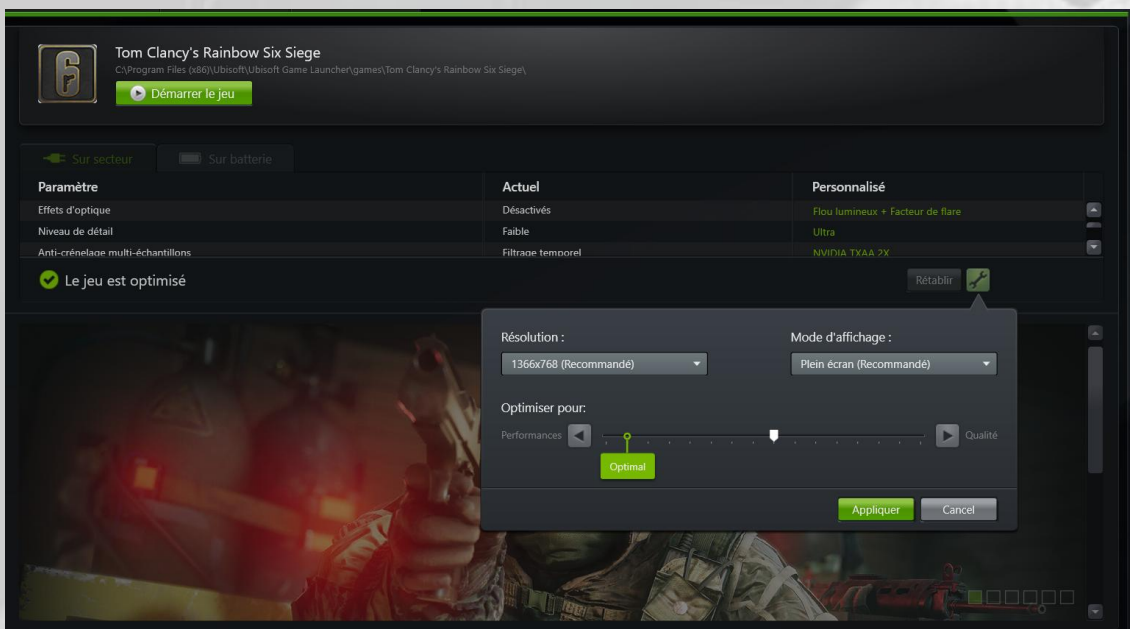 Tom Clancy's Rainbow Six Siege
C:\Program Files (x86)\Ubisoft\Ubisoft Game Launcher\games\Tom Clancy's Rainbow Six Siege\
Démarrer le jeu
Sur secteur Sur batterie
Paramètre Actuel Personnalisé
Effets d'optique Désactivés Flou lumineux + Facteur de flare
Niveau de détail Faible Ultra
Anti-crénelage multi-échantillons Filtrage temporel NVIDIA TXAA 2X
Le jeu est optimisé Rétablir
Résolution : Mode d'affichage :
1366x768 (Recommandé) Plein écran (Recommandé)
Optimiser pour:
Performances Qualité
Optimal
Appliquer Cancel